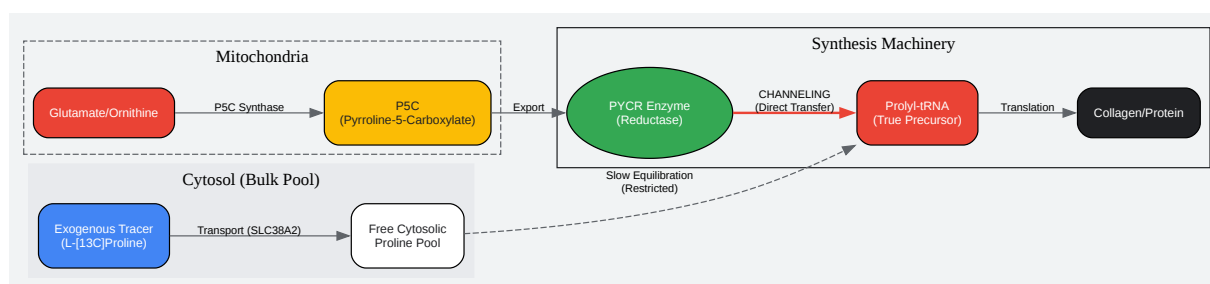 Mitochondria
Glutamate/Ornithine
P5C Synthase
P5C
(Pyrroline-5-Carboxylate)
Export
Synthesis Machinery
PYCR Enzyme
(Reductase)
CHANNELING
(Direct Transfer)
Prolyl-tRNA
(True Precursor)
Translation
Collagen/Protein
Cytosol (Bulk Pool)
Exogenous Tracer
(L-[13C]Proline)
Transport (SLC38A2)
Free Cytosolic
Proline Pool
Slow Equilibration
(Restricted)